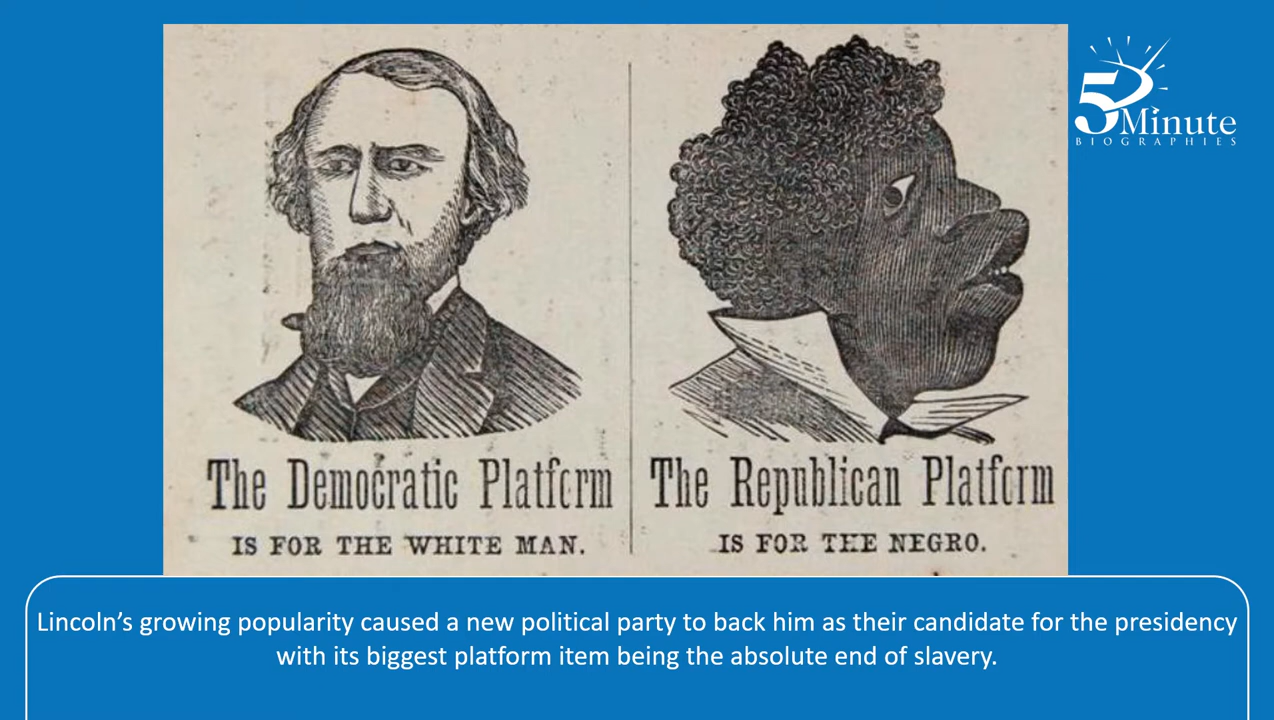 5
Minute
BIOGRAPHIES
The Democratic Platform
IS FOR THE WHITE MAN.
The Republican Platform
IS FOR THE NEGRO.
Lincoln’s growing popularity caused a new political party to back him as their candidate for the presidency
with its biggest platform item being the absolute end of slavery.